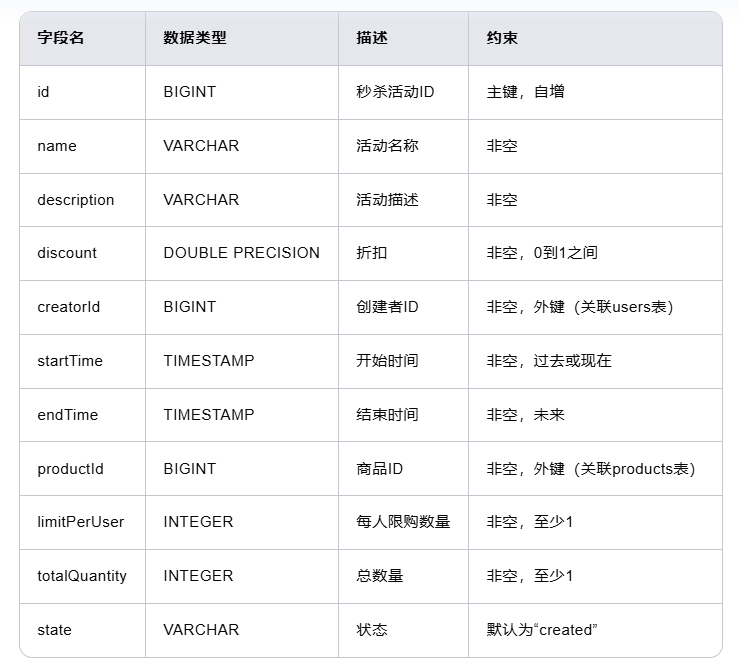 字段名 数据类型 描述 约束
id BIGINT 秒杀活动ID 主键，自增
name VARCHAR 活动名称 非空
description VARCHAR 活动描述 非空
discount DOUBLE PRECISION 折扣 非空，0到1之间
creatorId BIGINT 创建者ID 非空，外键（关联users表）
startTime TIMESTAMP 开始时间 非空，过去或现在
endTime TIMESTAMP 结束时间 非空，未来
productId BIGINT 商品ID 非空，外键（关联products表）
limitPerUser INTEGER 每人限购数量 非空，至少1
totalQuantity INTEGER 总数量 非空，至少1
state VARCHAR 状态 默认为“created”